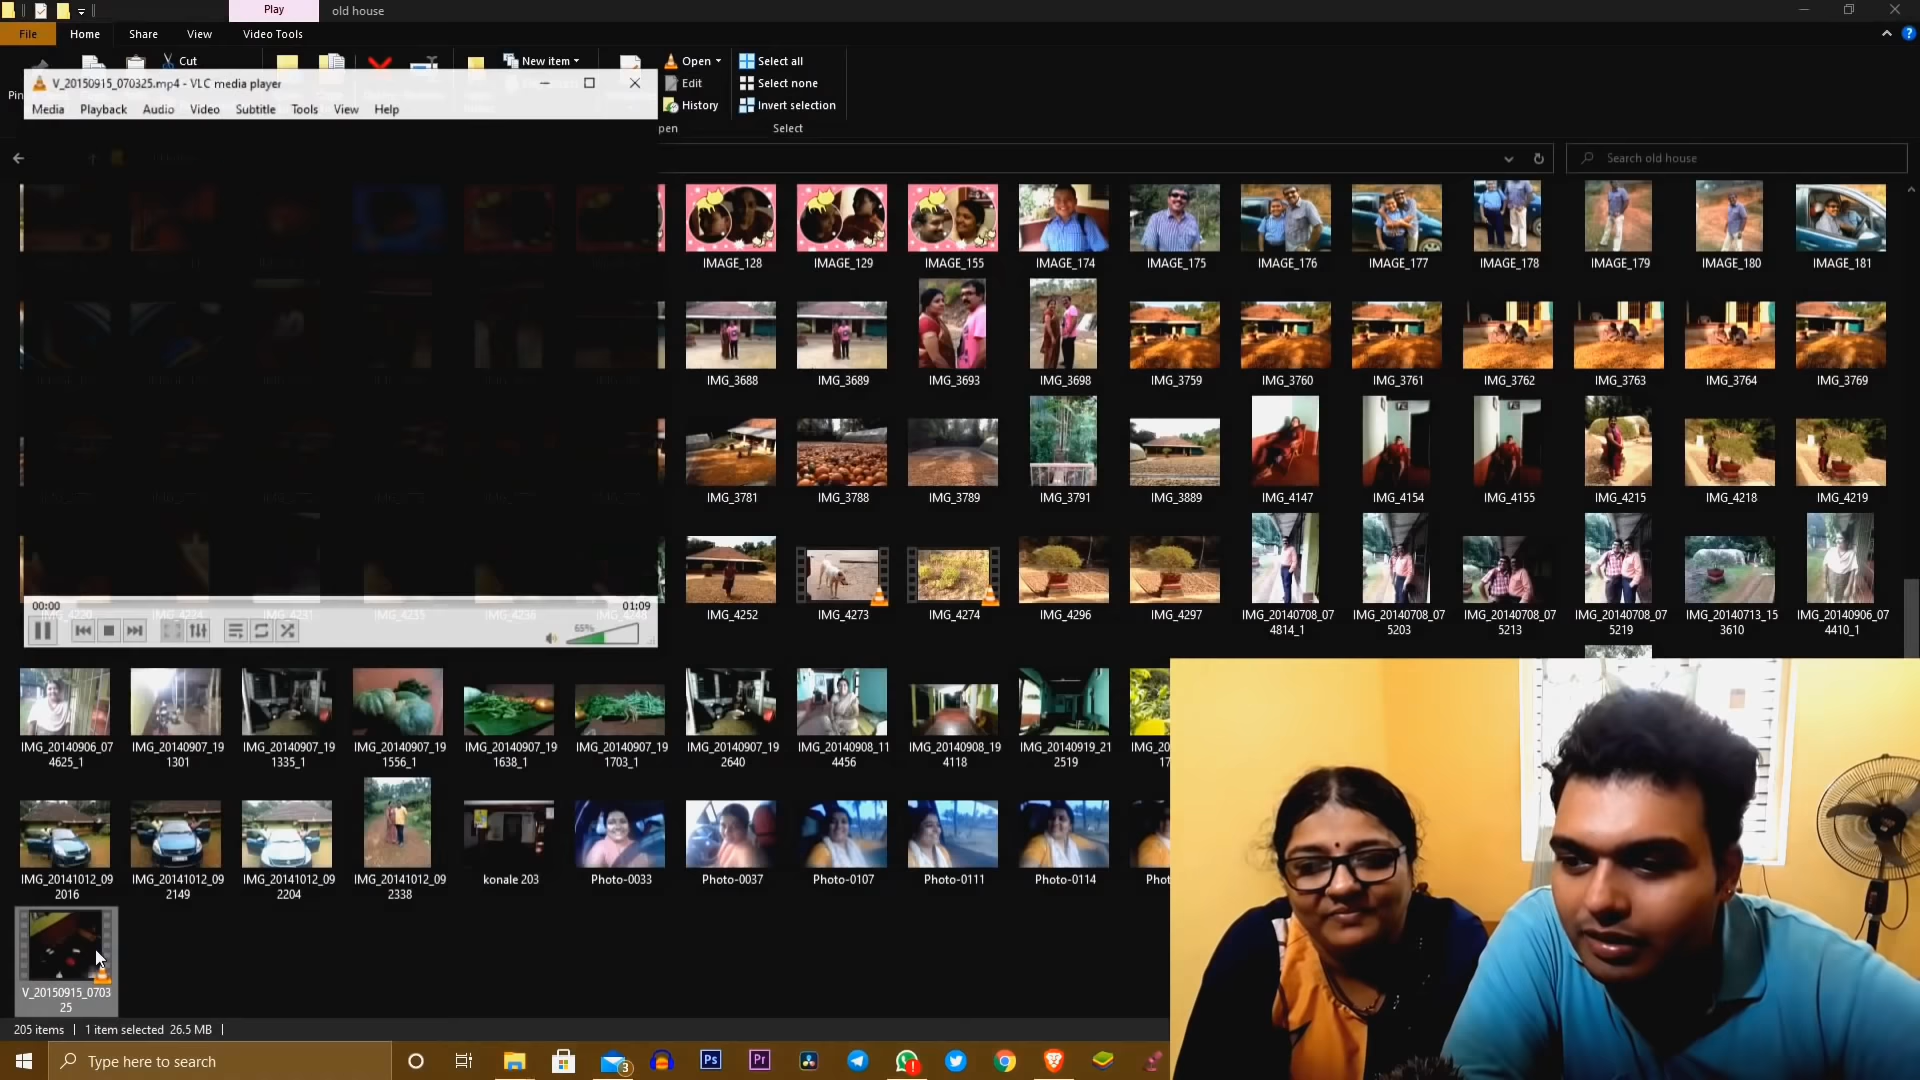 Play
old house
File
Home
Share
View
Video Tools
Cut
New item
Open
Edit
History
Select all
Select none
Invert selection
Select
V_20150915_070325.mp4 - VLC media player
Media Playback Audio Video Subtitle Tools View Help
Search old house
IMAGE_128 IMAGE_129 IMAGE_155 IMAGE_174 IMAGE_175 IMAGE_176 IMAGE_177 IMAGE_178 IMAGE_179 IMAGE_180 IMAGE_181
IMG_3688 IMG_3689 IMG_3693 IMG_3698 IMG_3759 IMG_3760 IMG_3761 IMG_3762 IMG_3763 IMG_3764 IMG_3769
IMG_3781 IMG_3788 IMG_3789 IMG_3791 IMG_3889 IMG_4147 IMG_4154 IMG_4155 IMG_4215 IMG_4218 IMG_4219
00:00
01:09
65%
IMG_4252 IMG_4273 IMG_4274 IMG_4296 IMG_4297 IMG_20140708_07 IMG_20140708_07 IMG_20140708_07 IMG_20140708_07 IMG_20140713_15 IMG_20140906_07
4814_1 5203 5213 5219 3610 4410_1
IMG_20140906_07 IMG_20140907_19 IMG_20140907_19 IMG_20140907_19 IMG_20140907_19 IMG_20140907_19 IMG_20140907_19 IMG_20140908_11 IMG_20140908_19 IMG_20140919_21
4625_1 1301 1335_1 1556_1 1638_1 1703_1 2640 4456 4118 2519
IMG_20141012_09 IMG_20141012_09 IMG_20141012_09 IMG_20141012_09 konale 203 Photo-0033 Photo-0037 Photo-0107 Photo-0111 Photo-0114
2016 2149 2204 2338
V_20150915_0703
25
205 items
1 item selected 26.5 MB
Type here to search
3
Ps
Pr